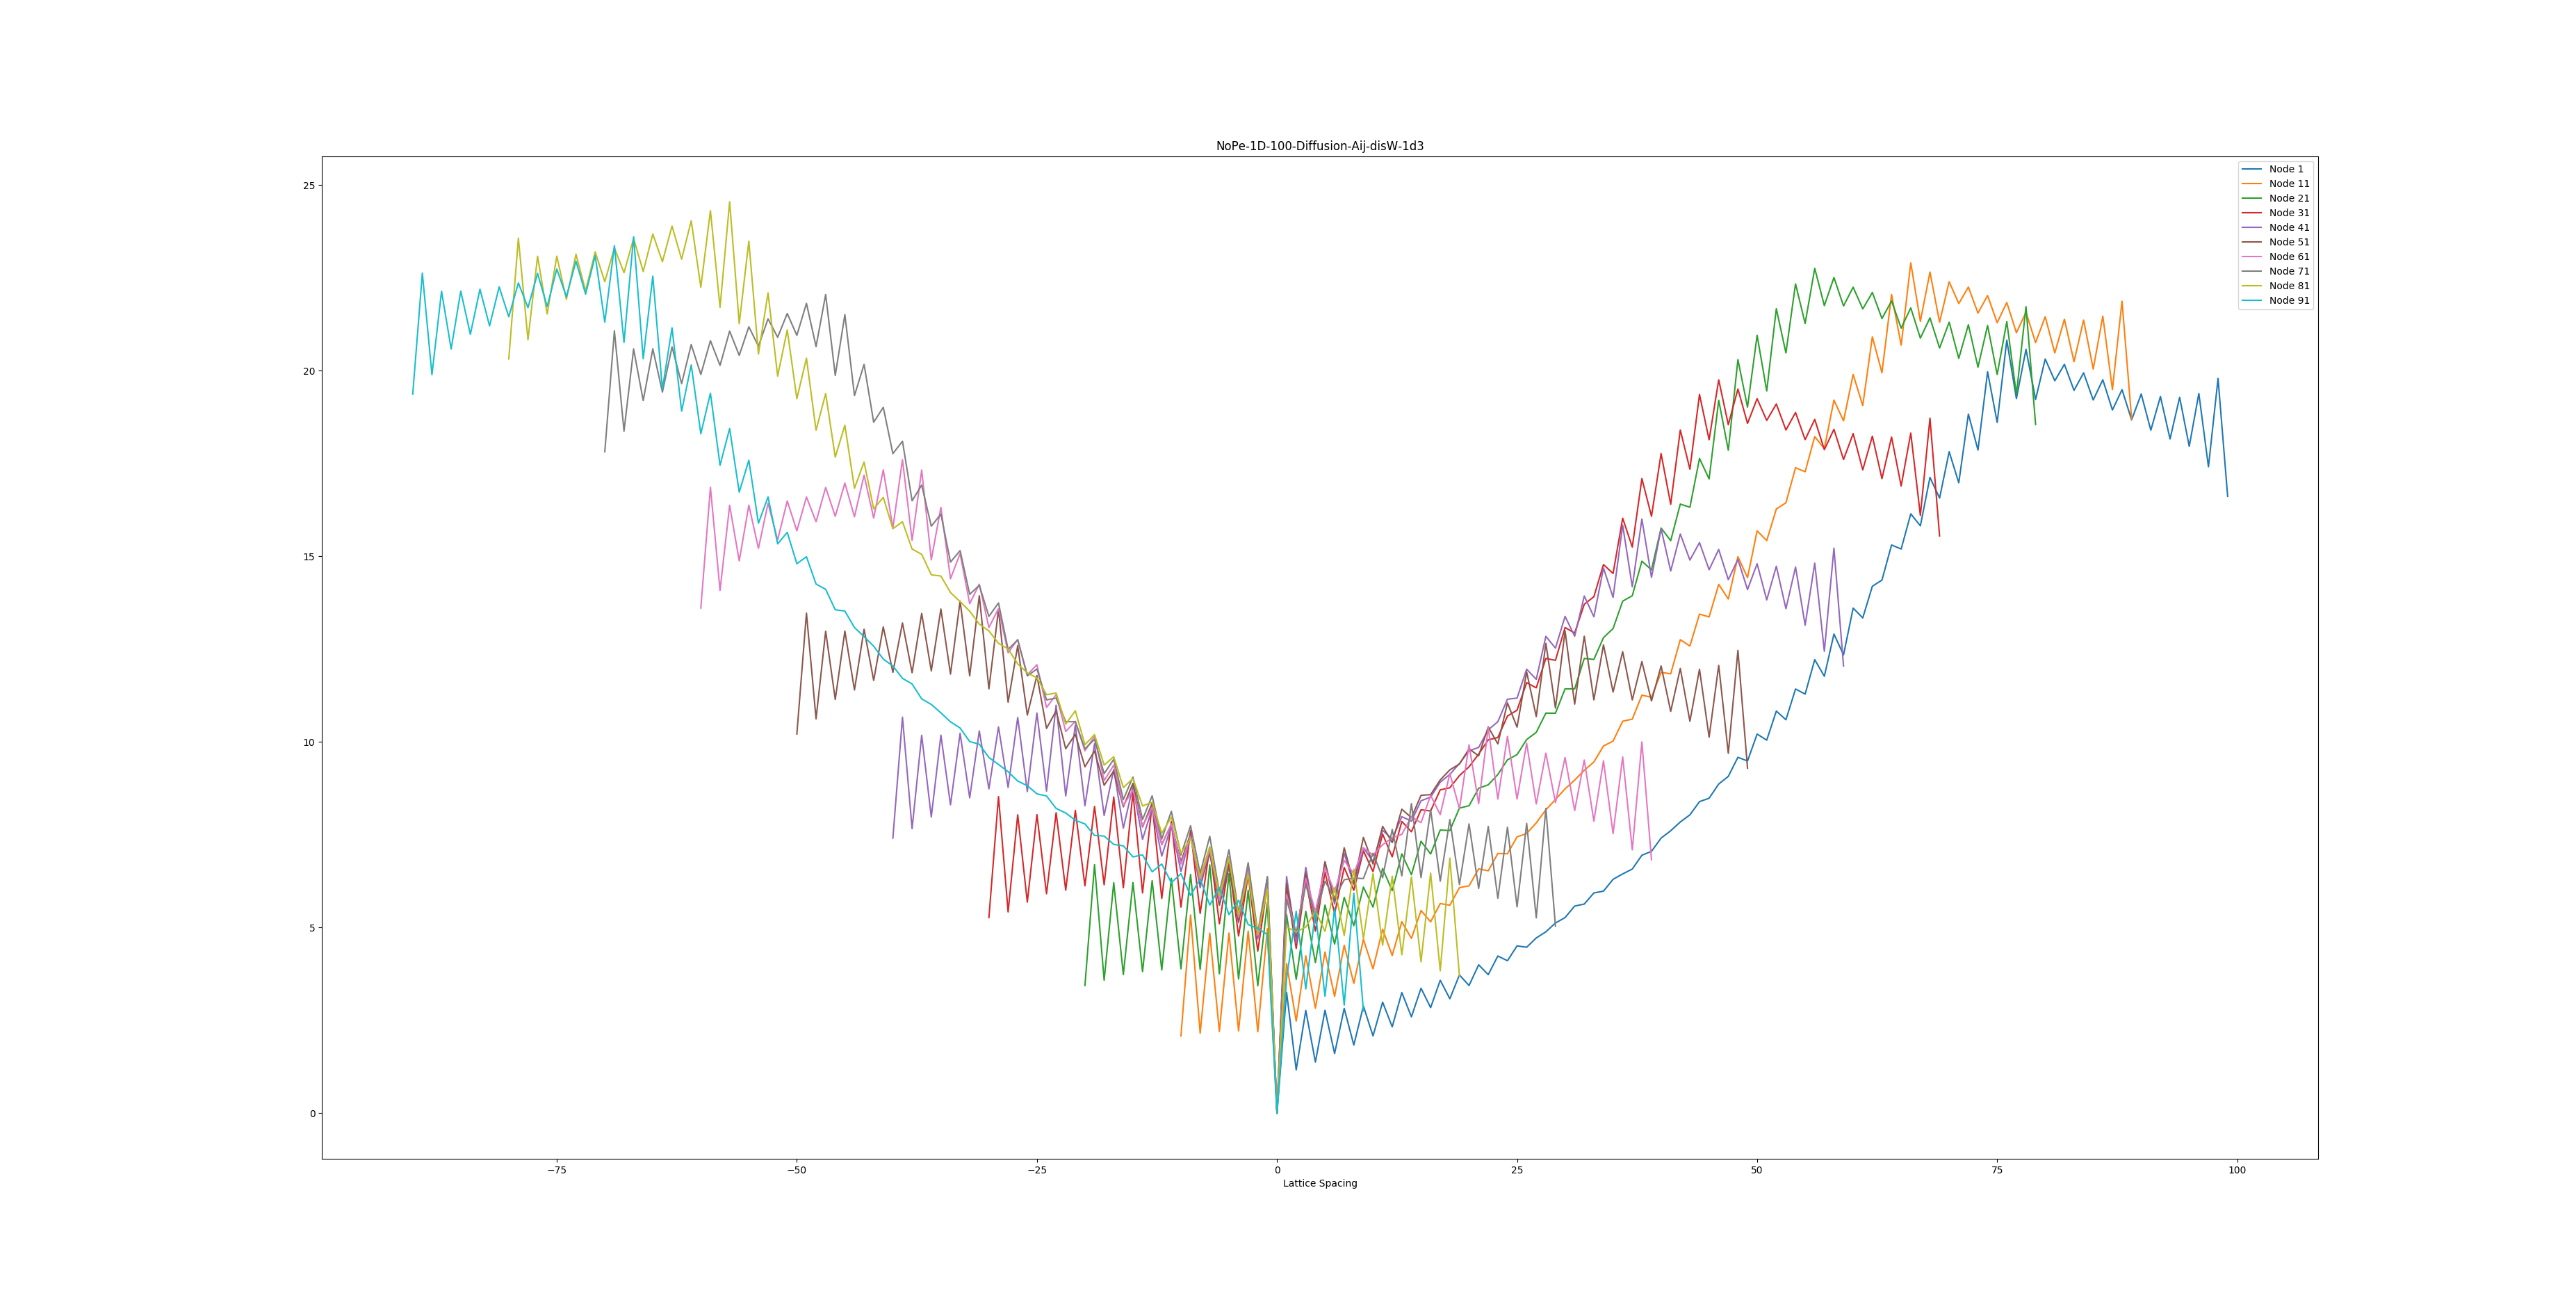 NoPe-1D-100-Diffusion-Aij-disW-1d3
25
20
15
10
5
0
Node 1
Node 11
Node 21
Node 31
Node 41
Node 51
Node 61
Node 71
Node 81
Node 91
−75 −50 −25 0 25 50 75 100
Lattice Spacing